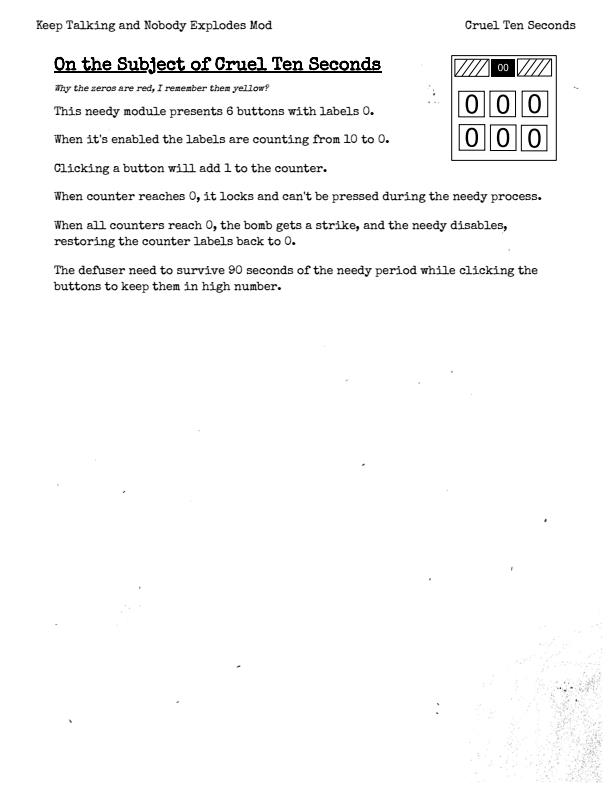 Keep Talking and Nobody Explodes Mod
Cruel Ten Seconds
On the Subject of Cruel Ten Seconds
Why the zeros are red, I remember them yellow?
This needy module presents 6 buttons with labels 0.
When it's enabled the labels are counting from 10 to 0.
Clicking a button will add 1 to the counter.
When counter reaches 0, it locks and can't be pressed during the needy process.
When all counters reach 0, the bomb gets a strike, and the needy disables,
restoring the counter labels back to 0.
The defuser need to survive 90 seconds of the needy period while clicking the
buttons to keep them in high number.
00
0 0 0
0 0 0